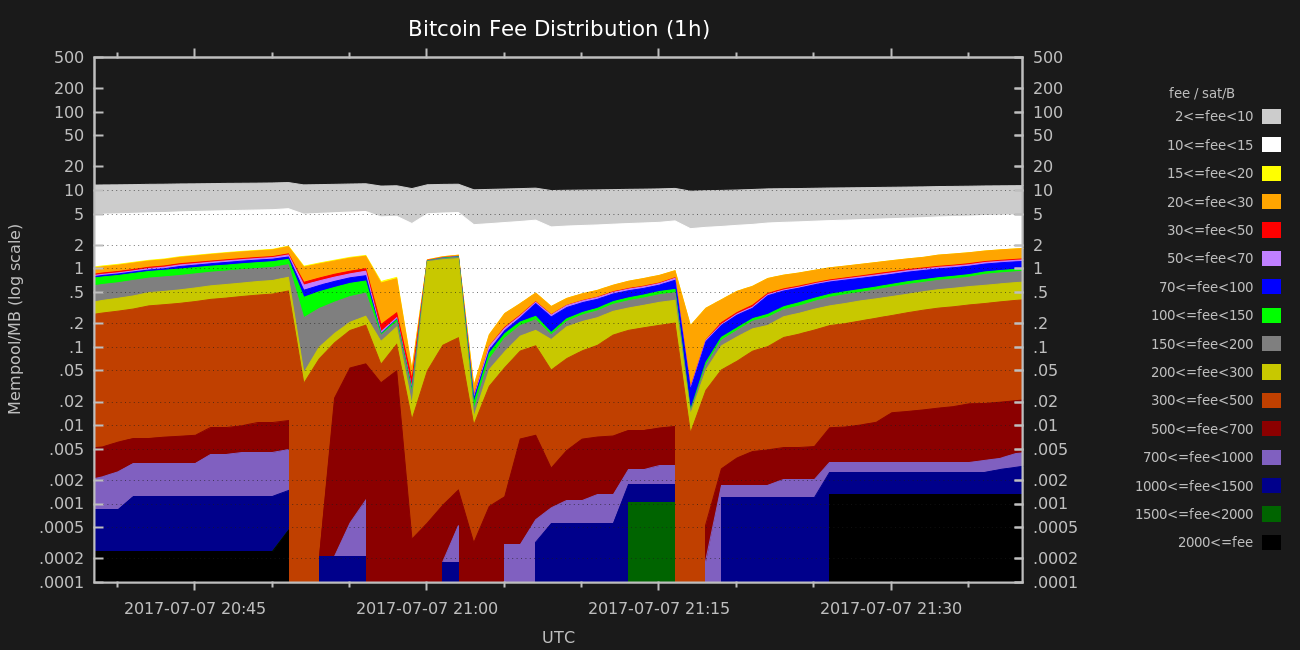 Bitcoin Fee Distribution (1h)
500
200
100
50
20
10
5
2
1
.5
.2
.1
.05
.02
.01
.005
.002
.001
.0005
.0002
.0001
Mempool/MB (log scale)
500
200
100
50
20
10
5
2
1
.5
.2
.1
.05
.02
.01
.005
.002
.001
.0005
.0002
.0001
2017-07-07 20:45
2017-07-07 21:00
2017-07-07 21:15
2017-07-07 21:30
UTC
fee / sat/B
2<=fee<10
10<=fee<15
15<=fee<20
20<=fee<30
30<=fee<50
50<=fee<70
70<=fee<100
100<=fee<150
150<=fee<200
200<=fee<300
300<=fee<500
500<=fee<700
700<=fee<1000
1000<=fee<1500
1500<=fee<2000
2000<=fee